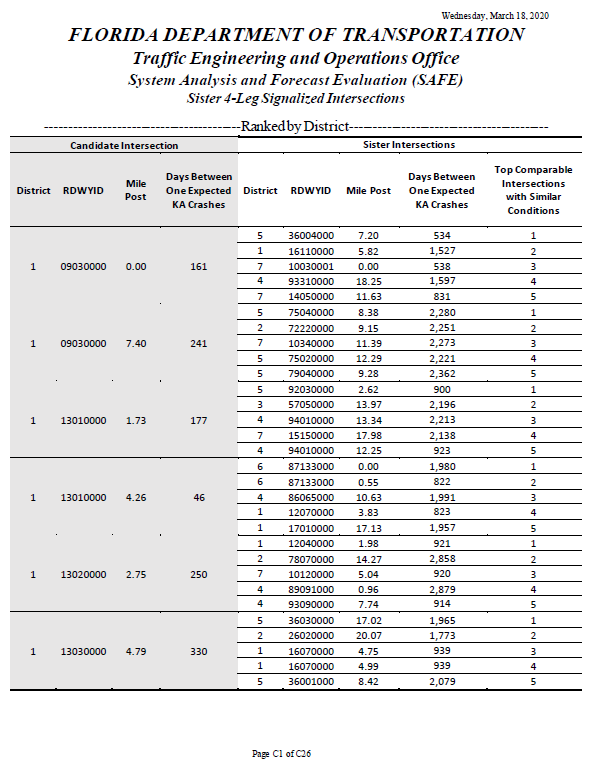 Wednesday, March 18, 2020
FLORIDA DEPARTMENT OF TRANSPORTATION
Traffic Engineering and Operations Office
System Analysis and Forecast Evaluation (SAFE)
Sister 4-Leg Signalized Intersections
----------------------------------------Ranked by District----------------------------------------
Candidate Intersection Sister Intersections
District RDWYID Mile Post Days Between One Expected KA Crashes District RDWYID Mile Post Days Between One Expected KA Crashes Top Comparable Intersections with Similar Conditions
5 36004000 7.20 534 1
1 16110000 5.82 1,527 2
1 09030000 0.00 161 7 10030001 0.00 538 3
4 93310000 18.25 1,597 4
7 14050000 11.63 831 5
5 75040000 8.38 2,280 1
2 72220000 9.15 2,251 2
1 09030000 7.40 241 7 10340000 11.39 2,273 3
5 75020000 12.29 2,221 4
5 79040000 9.28 2,362 5
5 92030000 2.62 900 1
3 57050000 13.97 2,196 2
1 13010000 1.73 177 4 94010000 13.34 2,213 3
7 15150000 17.98 2,138 4
4 94010000 12.25 923 5
6 87133000 0.00 1,980 1
6 87133000 0.55 822 2
1 13010000 4.26 46 4 86065000 10.63 1,991 3
1 12070000 3.83 823 4
1 17010000 17.13 1,957 5
1 12040000 1.98 921 1
2 78070000 14.27 2,858 2
1 13020000 2.75 250 7 10120000 5.04 920 3
4 89091000 0.96 2,879 4
4 93090000 7.74 914 5
5 36030000 17.02 1,965 1
2 26020000 20.07 1,773 2
1 13030000 4.79 330 1 16070000 4.75 939 3
1 16070000 4.99 939 4
5 36001000 8.42 2,079 5
Page C1 of C26